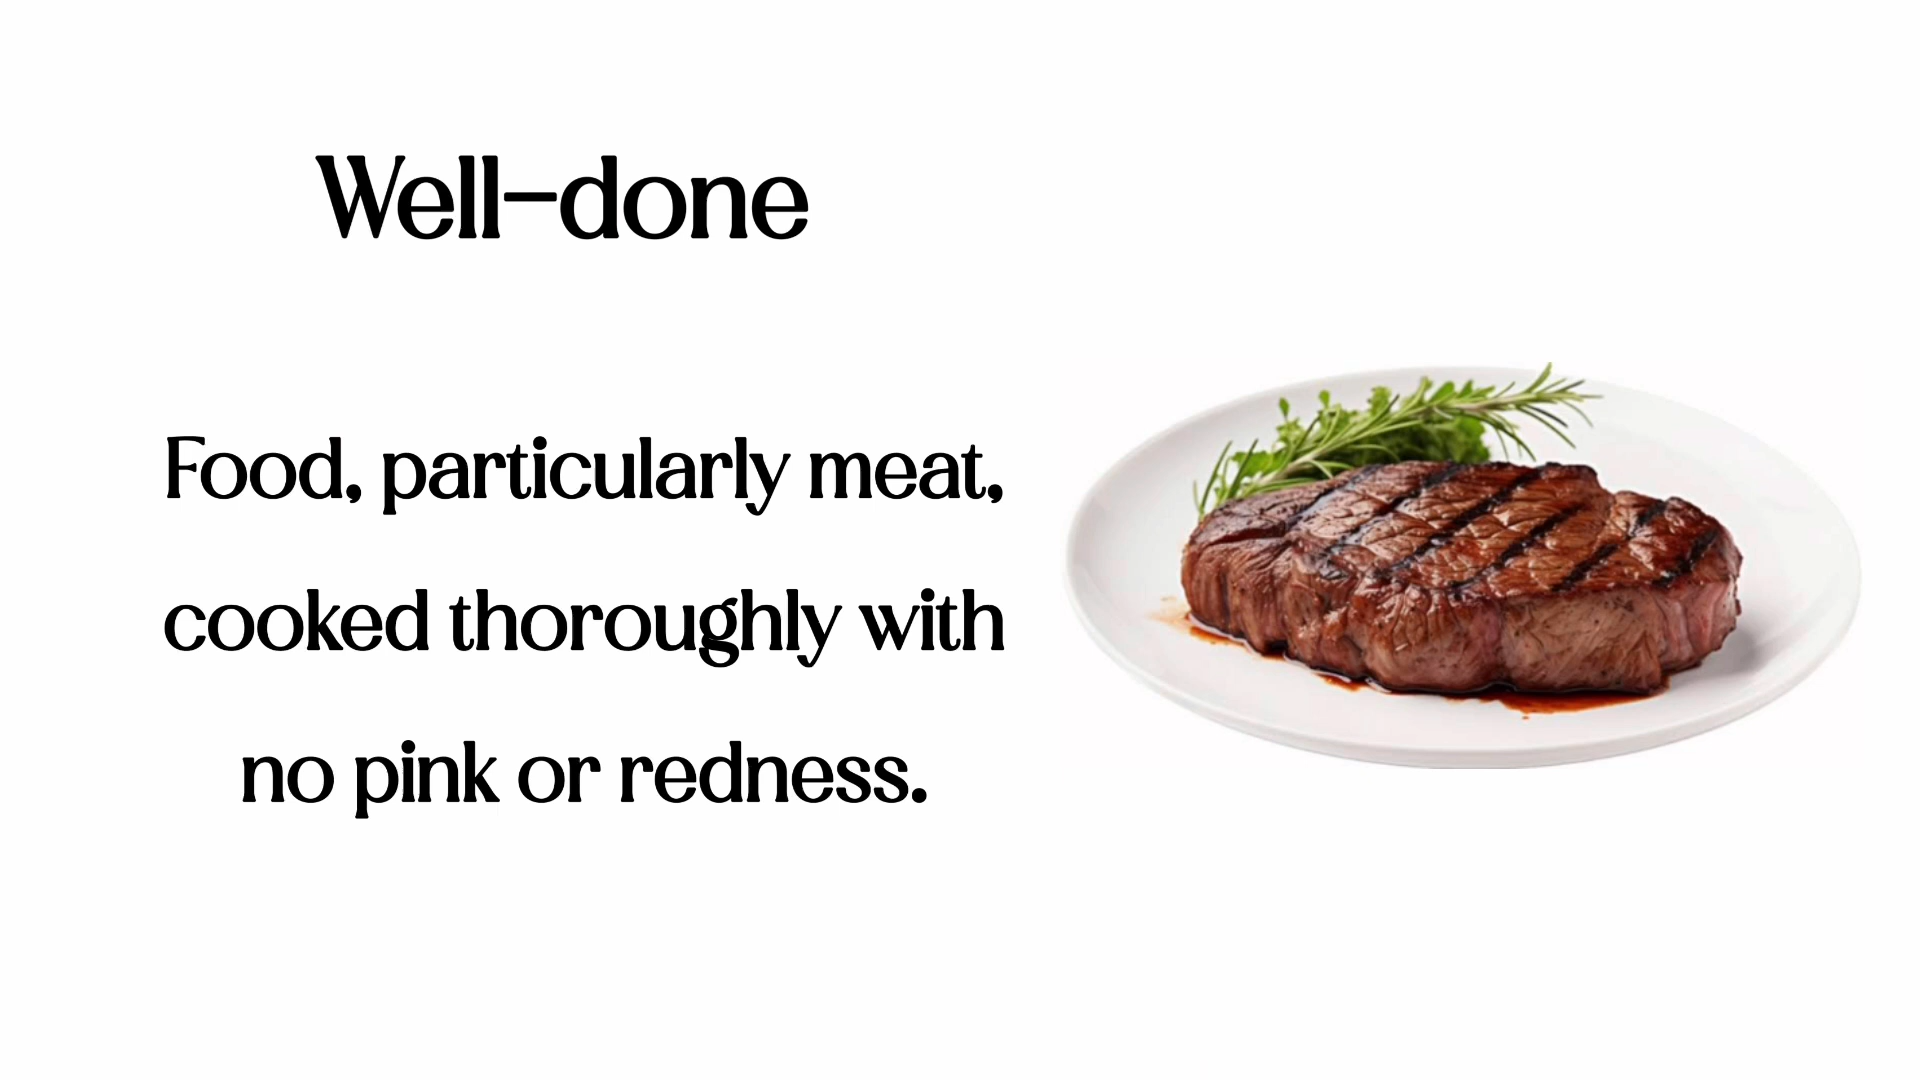 Well-done
Food, particularly meat,
cooked thoroughly with
no pink or redness.